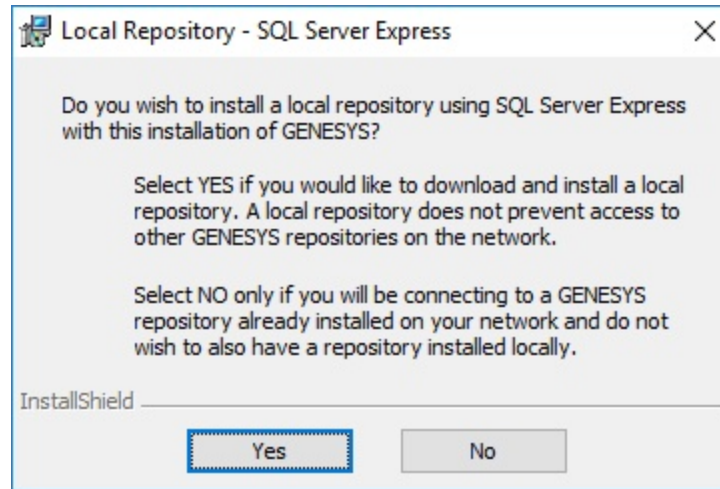 Local Repository - SQL Server Express
Do you wish to install a local repository using SQL Server Express
with this installation of GENESYS?
Select YES if you would like to download and install a local
repository. A local repository does not prevent access to
other GENESYS repositories on the network.
Select NO only if you will be connecting to a GENESYS
repository already installed on your network and do not
wish to also have a repository installed locally.
InstallShield
Yes
No